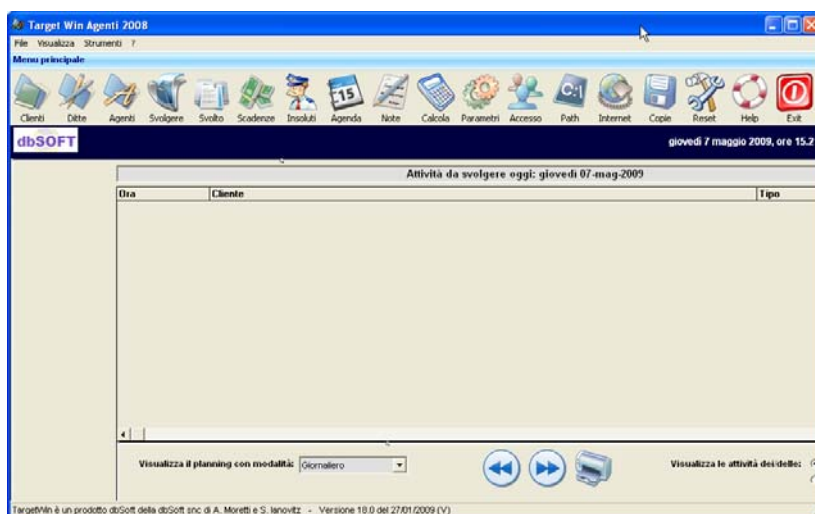 Target Win Agenti 2008
File Visualizza Strumenti ?
Menu principale
Clienti Ditte Agenti Svolgere Svolto Scadenze Insoluti Agenda Note Calcola Parametri Accesso Path Internet Copie Reset Help Exit
dbSOFT
giovedì 7 maggio 2009, ore 15.2
Attività da svolgere oggi: giovedì 07-mag-2009
Ora Cliente Tipo
Visualizza il planning con modalità: Giornaliero
Visualizza le attività dei/delle:
TargetWin è un prodotto dbSoft della dbSoft snc di A. Moretti e S. Ianovitz - Versione 18.0 del 27/01/2009 (V)